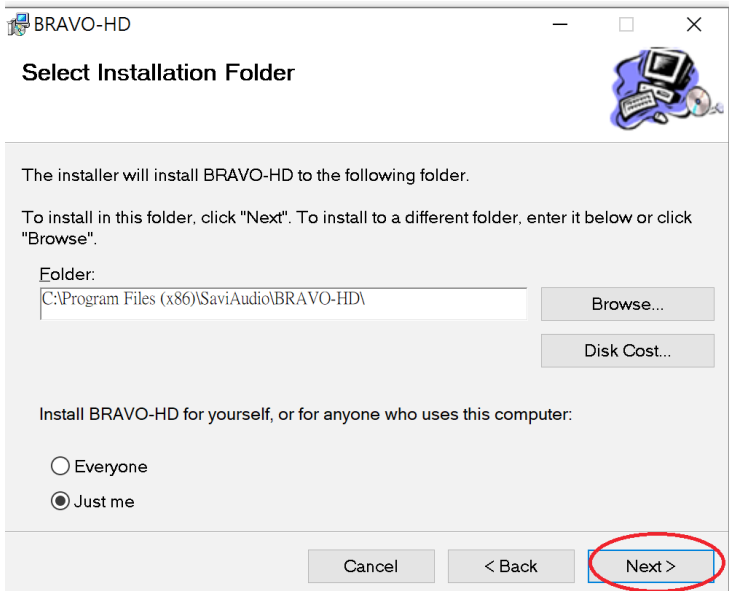 BRAVO-HD
Select Installation Folder
The installer will install BRAVO-HD to the following folder.
To install in this folder, click "Next". To install to a different folder, enter it below or click
"Browse".
Folder:
C:\Program Files (x86)\SaviAudio\BRAVO-HD\
Browse...
Disk Cost...
Install BRAVO-HD for yourself, or for anyone who uses this computer:
Everyone
Just me
Cancel
< Back
Next >